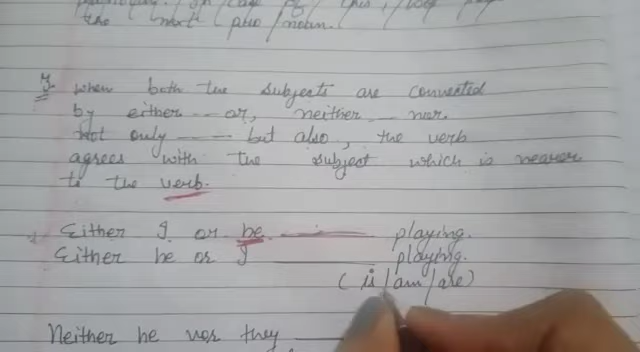 the next pro/noun.
7. when both the subjects are connected
by either -- or, neither -- nor.
Not only -- but also, the verb
agrees with the subject which is nearer
to the verb.
Either I or he ______ playing.
Either he or I ______ playing.
(is/am/are)
Neither he nor they ______